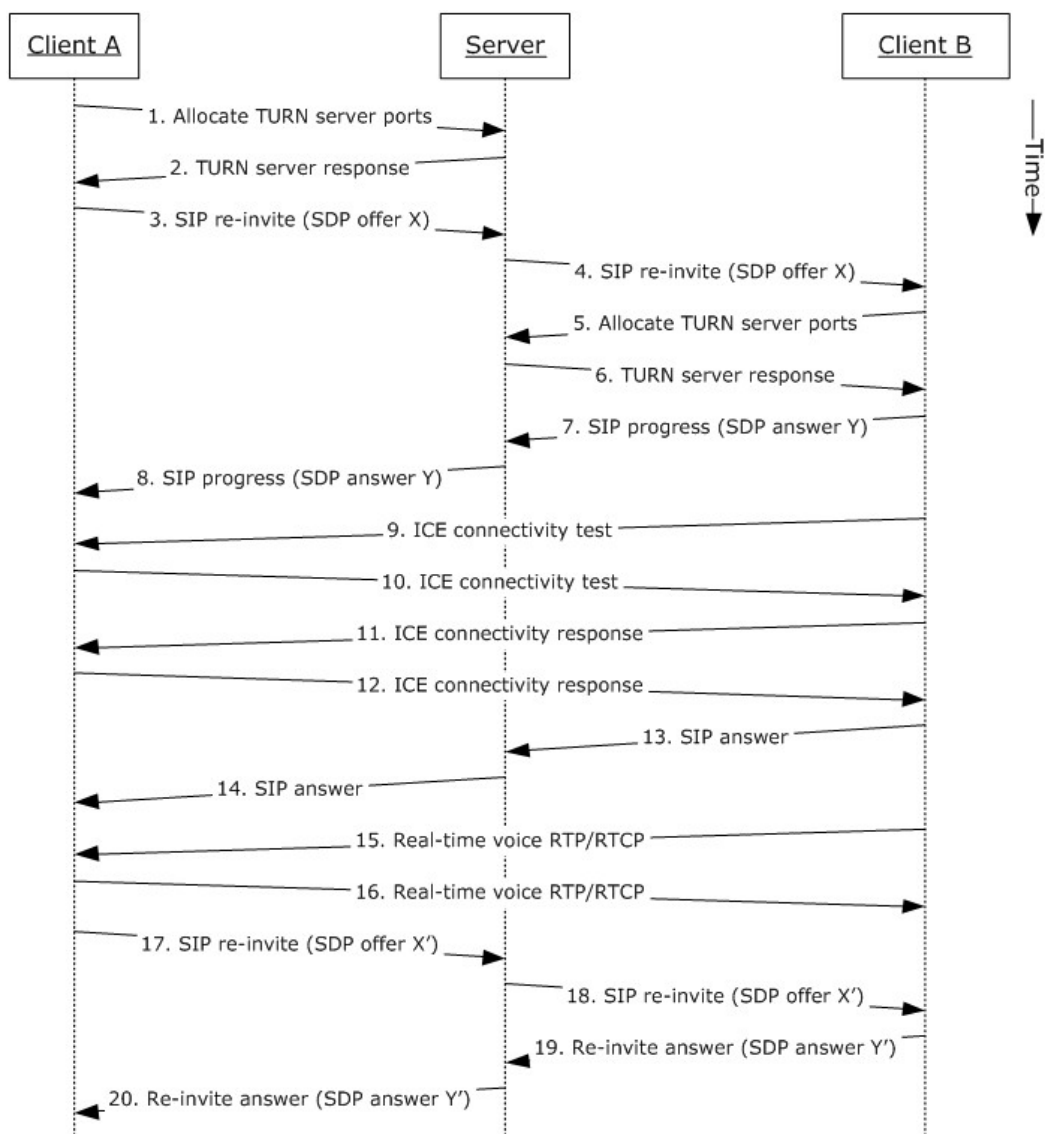 Client A
Server
Client B
Time
1. Allocate TURN server ports
2. TURN server response
3. SIP re-invite (SDP offer X)
4. SIP re-invite (SDP offer X)
5. Allocate TURN server ports
6. TURN server response
7. SIP progress (SDP answer Y)
8. SIP progress (SDP answer Y)
9. ICE connectivity test
10. ICE connectivity test
11. ICE connectivity response
12. ICE connectivity response
13. SIP answer
14. SIP answer
15. Real-time voice RTP/RTCP
16. Real-time voice RTP/RTCP
17. SIP re-invite (SDP offer X′)
18. SIP re-invite (SDP offer X′)
19. Re-invite answer (SDP answer Y′)
20. Re-invite answer (SDP answer Y′)